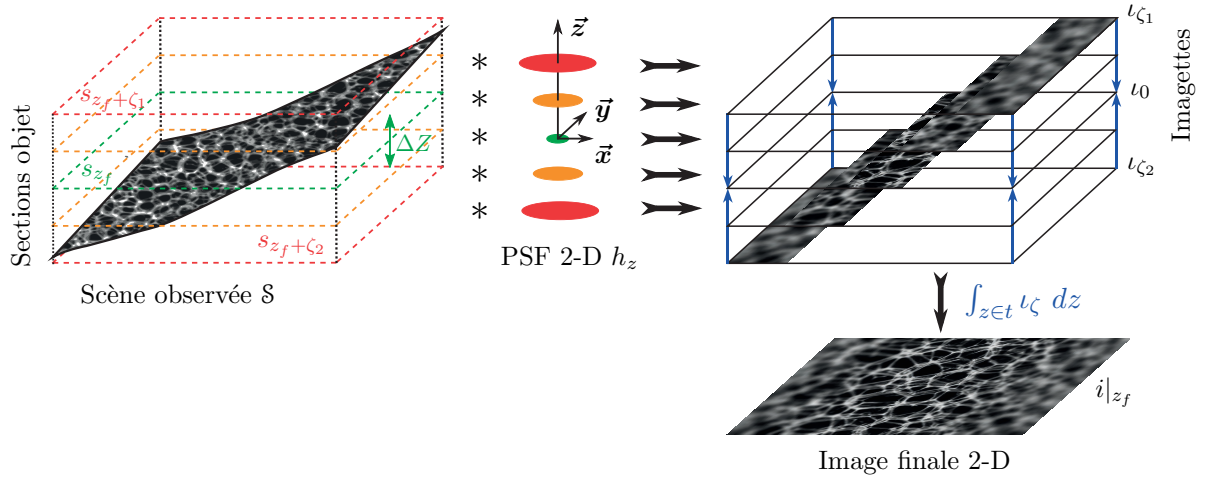 Sections objet
s_{z_f+ζ_1}
s_{z_f}
s_{z_f+ζ_2}
ΔZ
Scène observée 𝒮
*
*
*
*
*
z⃗
y⃗
x⃗
PSF 2-D h_z
ι_{ζ_1}
ι_0
ι_{ζ_2}
Imagettes
∫_{z∈t} ι_ζ dz
i|_{z_f}
Image finale 2-D